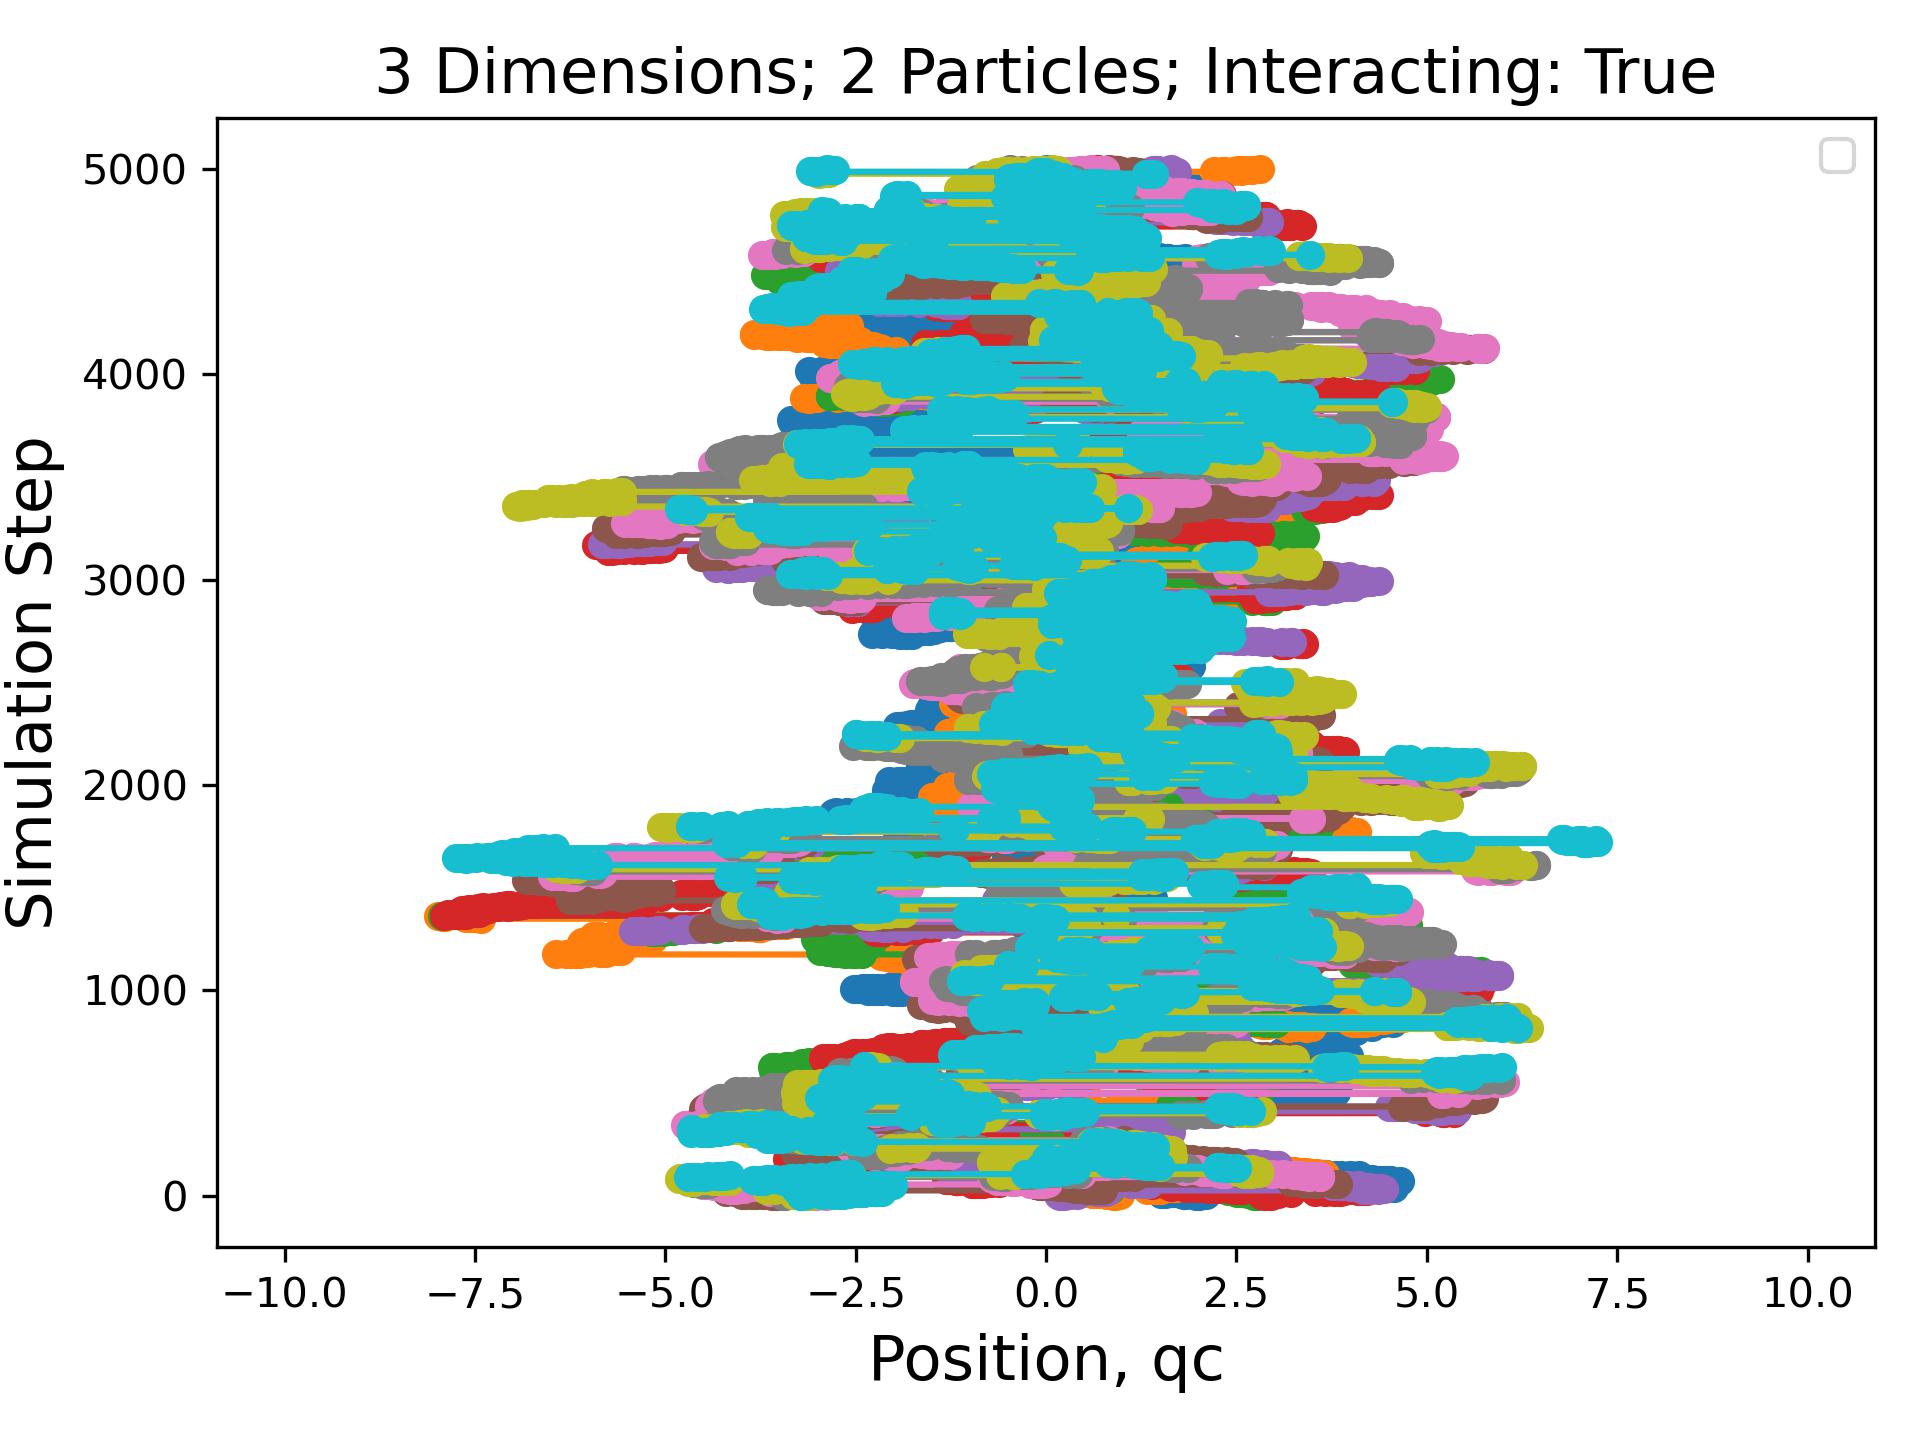 3 Dimensions; 2 Particles; Interacting: True
Simulation Step
5000
4000
3000
2000
1000
0
−10.0 −7.5 −5.0 −2.5 0.0 2.5 5.0 7.5 10.0
Position, qc